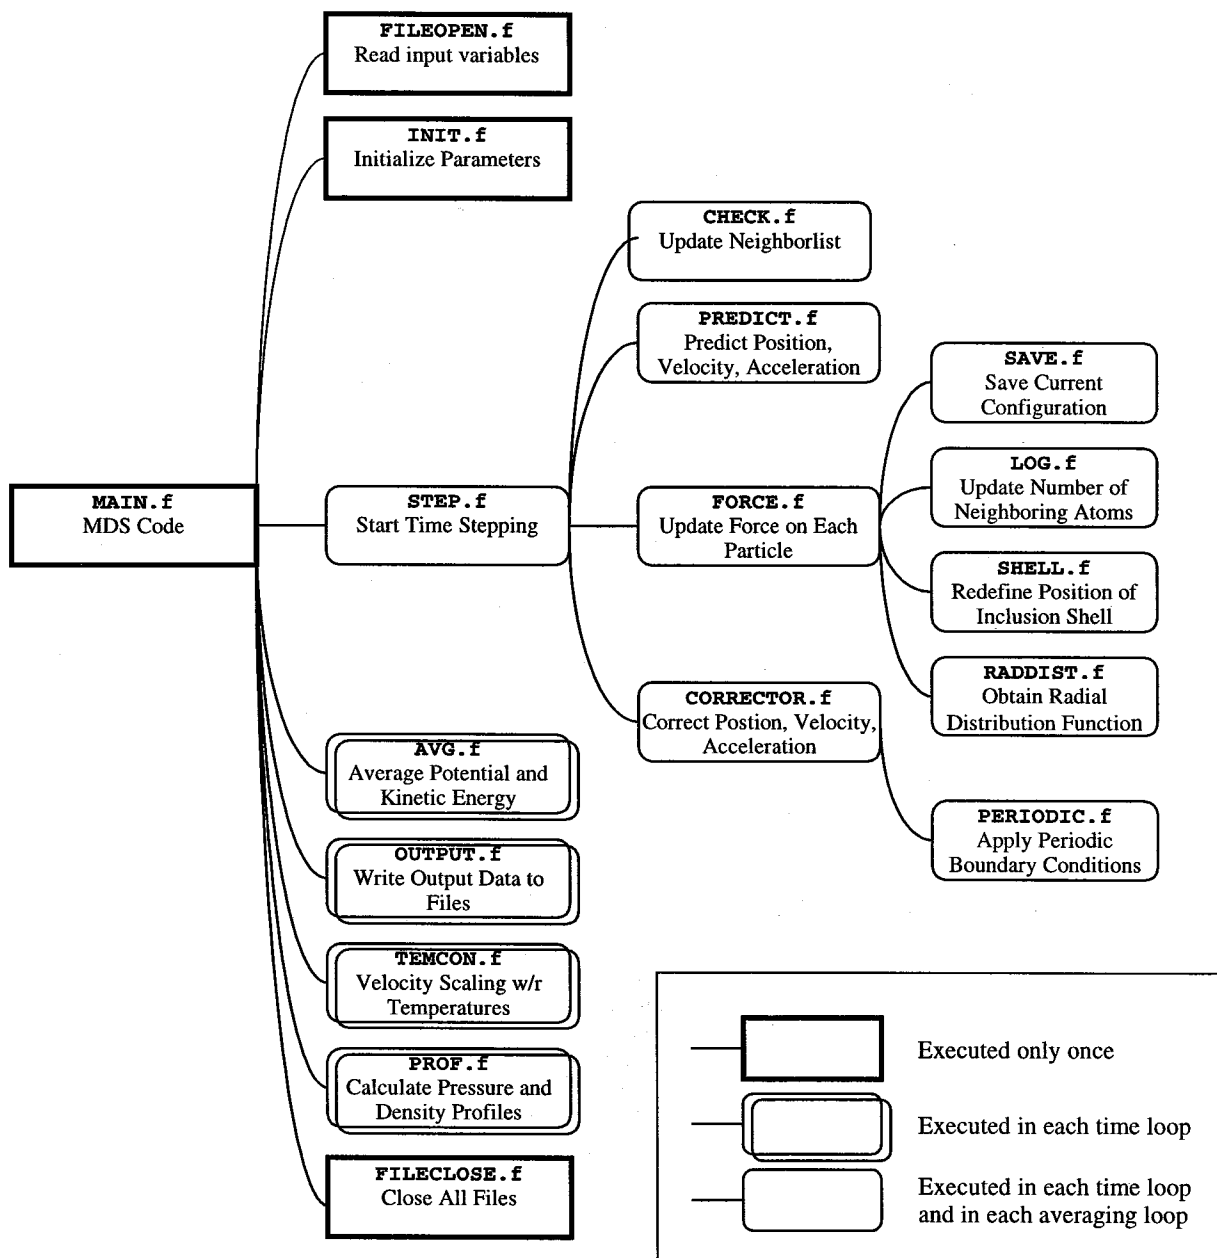 FILEOPEN.f
Read input variables
INIT.f
Initialize Parameters
MAIN.f
MDS Code
STEP.f
Start Time Stepping
AVG.f
Average Potential and
Kinetic Energy
OUTPUT.f
Write Output Data to
Files
TEMCON.f
Velocity Scaling w/r
Temperatures
PROF.f
Calculate Pressure and
Density Profiles
FILECLOSE.f
Close All Files
CHECK.f
Update Neighborlist
PREDICT.f
Predict Position,
Velocity, Acceleration
FORCE.f
Update Force on Each
Particle
CORRECTOR.f
Correct Postion, Velocity,
Acceleration
SAVE.f
Save Current
Configuration
LOG.f
Update Number of
Neighboring Atoms
SHELL.f
Redefine Position of
Inclusion Shell
RADDIST.f
Obtain Radial
Distribution Function
PERIODIC.f
Apply Periodic
Boundary Conditions
Executed only once
Executed in each time loop
Executed in each time loop
and in each averaging loop